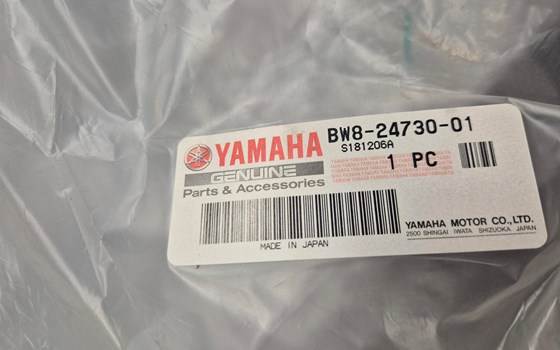 YAMAHA
GENUINE
Parts & Accessories
BW8-24730-01
S181206A
1 PC
MADE IN JAPAN
YAMAHA MOTOR CO., LTD.
2500 SHINGAI IWATA SHIZUOKA JAPAN